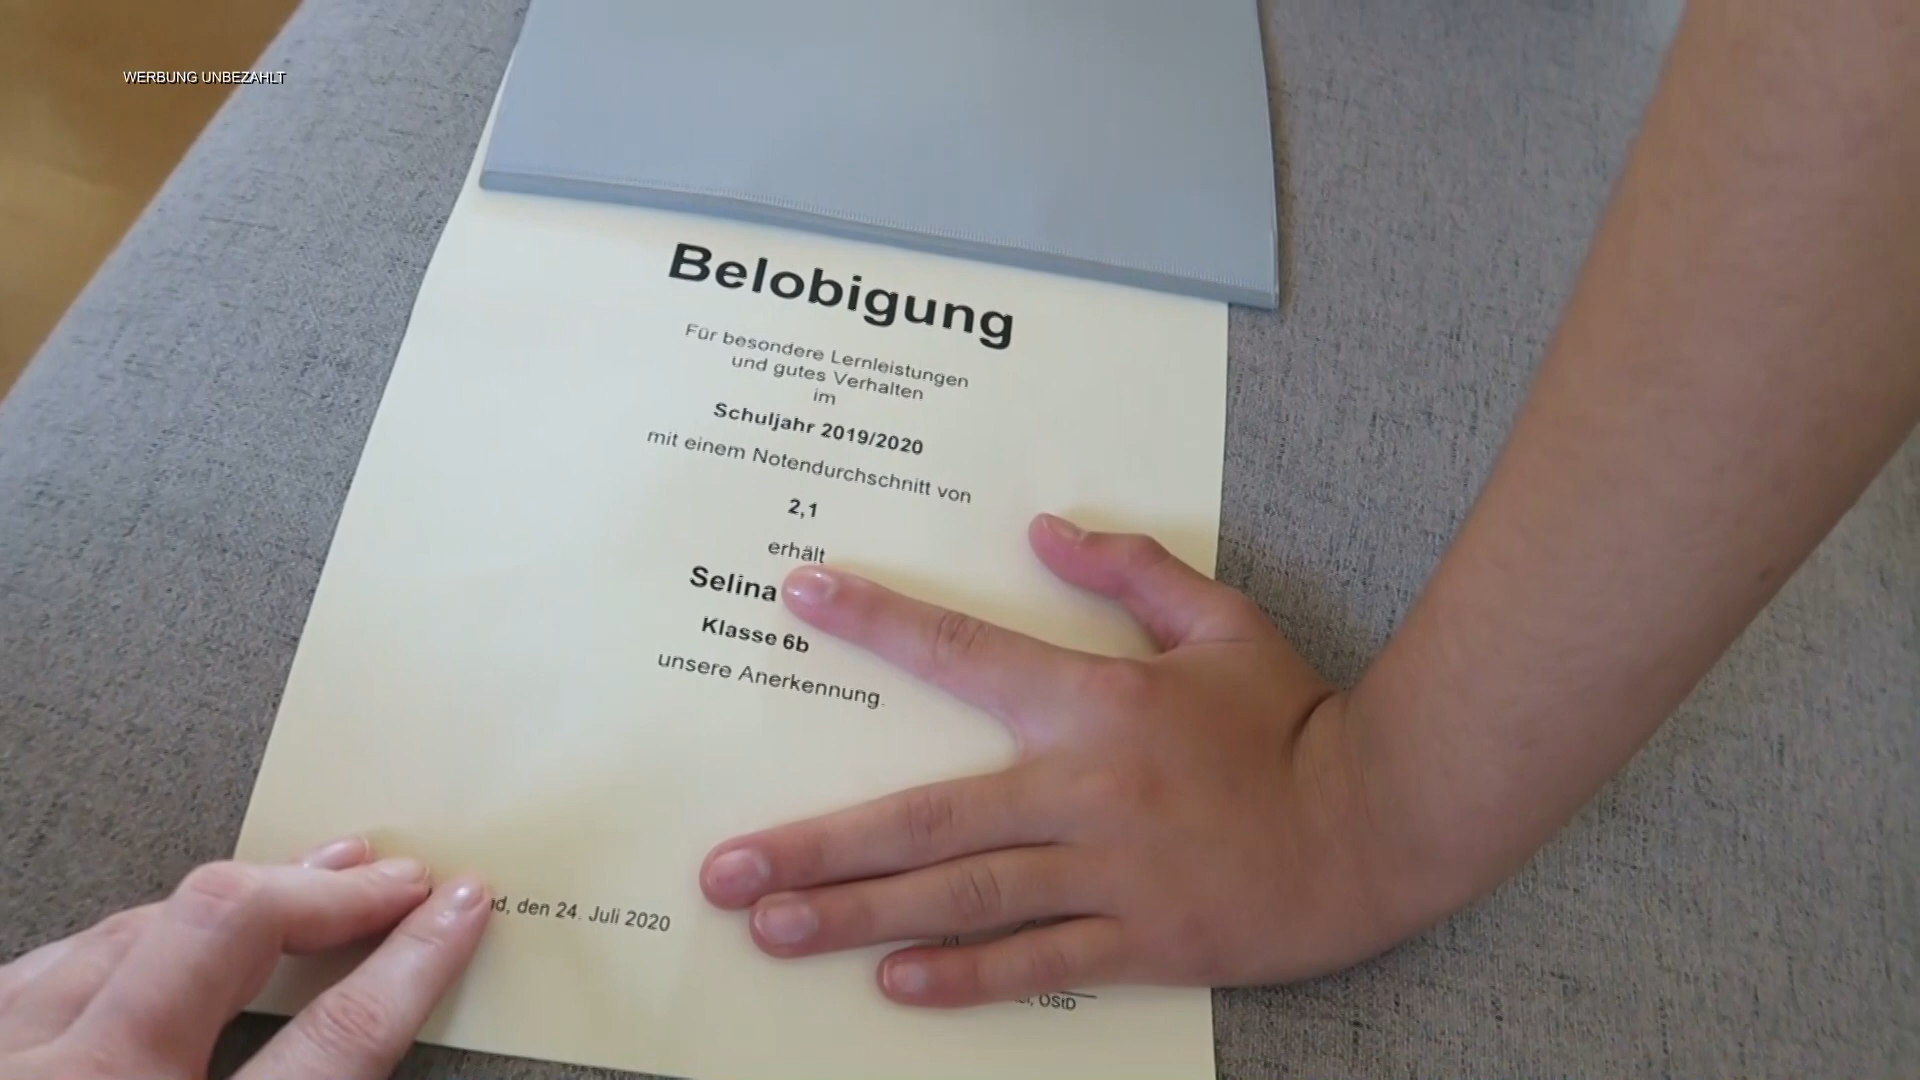 WERBUNG UNBEZAHLT
Belobigung
Für besondere Lernleistungen
und gutes Verhalten
im
Schuljahr 2019/2020
mit einem Notendurchschnitt von
2,1
erhält
Selina
Klasse 6b
unsere Anerkennung.
den 24. Juli 2020
OStD